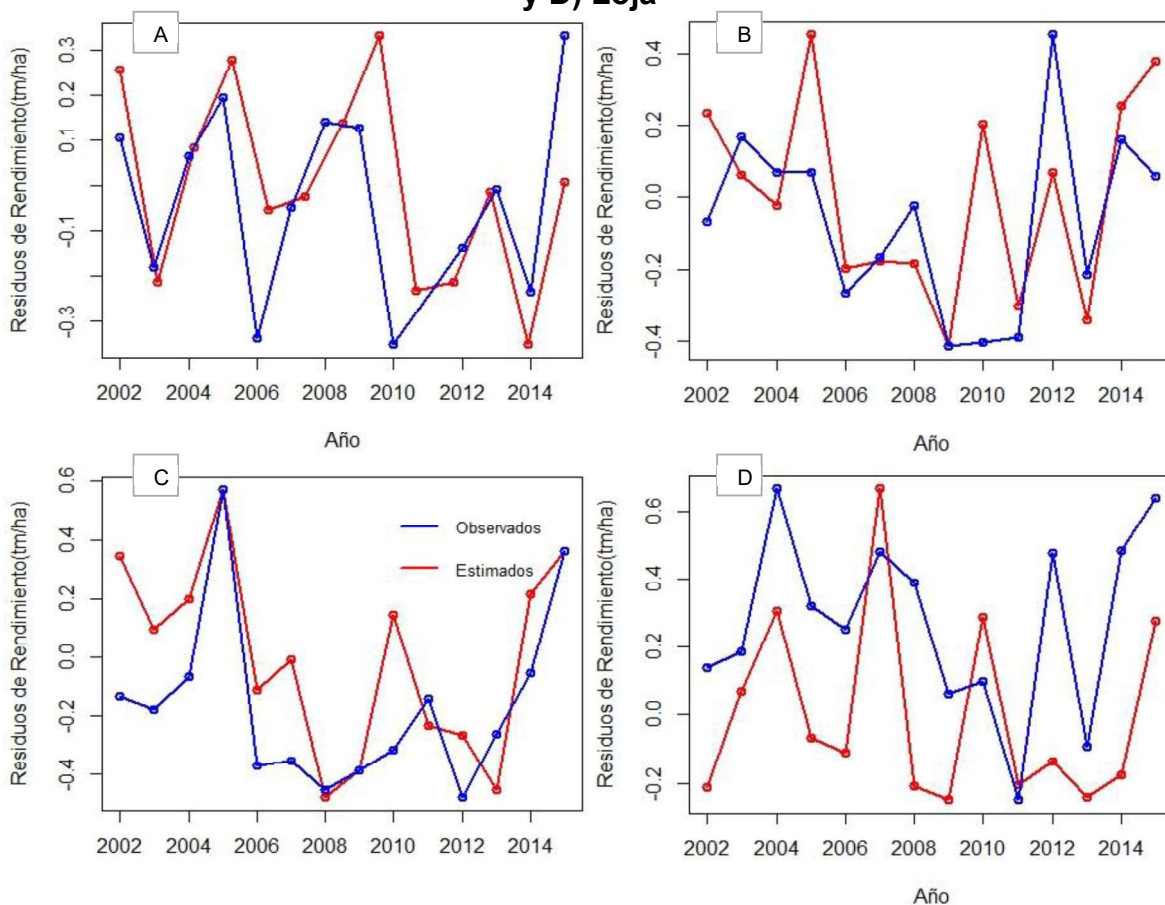 y D) Loja
A
Residuos de Rendimiento(tm/ha)
0.3
0.2
0.1
-0.1
-0.3
2002 2004 2006 2008 2010 2012 2014
Año
B
Residuos de Rendimiento(tm/ha)
0.4
0.2
0.0
-0.2
-0.4
2002 2004 2006 2008 2010 2012 2014
Año
C
Residuos de Rendimiento(tm/ha)
0.6
0.4
0.2
0.0
-0.2
-0.4
Observados
Estimados
2002 2004 2006 2008 2010 2012 2014
D
Residuos de Rendimiento(tm/ha)
0.6
0.4
0.2
0.0
-0.2
2002 2004 2006 2008 2010 2012 2014
Año